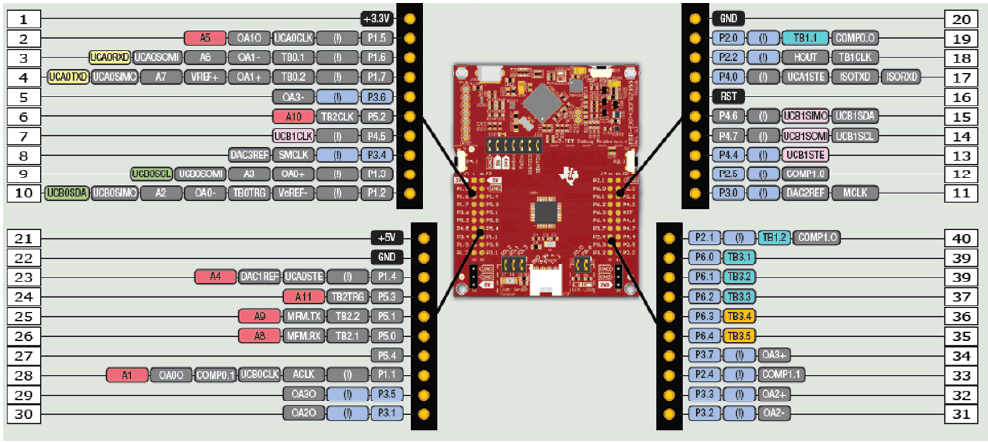 1 +3.3V
2 A5 OA1O UCA0CLK (!) P1.5
3 UCA0RXD UCA0SOMI A6 OA1- TB0.1 (!) P1.6
4 UCA0TXD UCA0SIMO A7 VREF+ OA1+ TB0.2 (!) P1.7
5 OA3- (!) P3.6
6 A10 TB2CLK (!) P5.2
7 UCB1CLK (!) P4.5
8 DAC3REF SMCLK (!) P3.4
9 UCB0SCL UCB0SOMI A3 OA0+ (!) P1.3
10 UCB0SDA UCB0SIMO A2 OA0- TB0TRG VeREF- (!) P1.2
GND 20
P2.0 (!) TB1.1 COMP0.O 19
P2.2 (!) HOUT TB1CLK 18
P4.0 (!) UCA1STE ISOTXD ISORXD 17
RST 16
P4.6 (!) UCB1SIMO UCB1SDA 15
P4.7 (!) UCB1SOMI UCB1SCL 14
P4.4 (!) UCB1STE 13
P2.5 (!) COMP1.0 12
P3.0 (!) DAC2REF MCLK 11
21 +5V
22 GND
23 A4 DAC1REF UCA0STE (!) P1.4
24 A11 TB2TRG (!) P5.3
25 A9 MFM.TX TB2.2 (!) P5.1
26 A8 MFM.RX TB2.1 (!) P5.0
27 P5.4
28 A1 OA0O COMP0.1 UCB0CLK ACLK (!) P1.1
29 OA3O (!) P3.5
30 OA2O (!) P3.1
P2.1 (!) TB1.2 COMP1.O 40
P6.0 (!) TB3.1 39
P6.1 (!) TB3.2 39
P6.2 (!) TB3.3 37
P6.3 (!) TB3.4 36
P6.4 (!) TB3.5 35
P3.7 (!) OA3+ 34
P2.4 (!) COMP1.1 33
P3.3 (!) OA2+ 32
P3.2 (!) OA2- 31